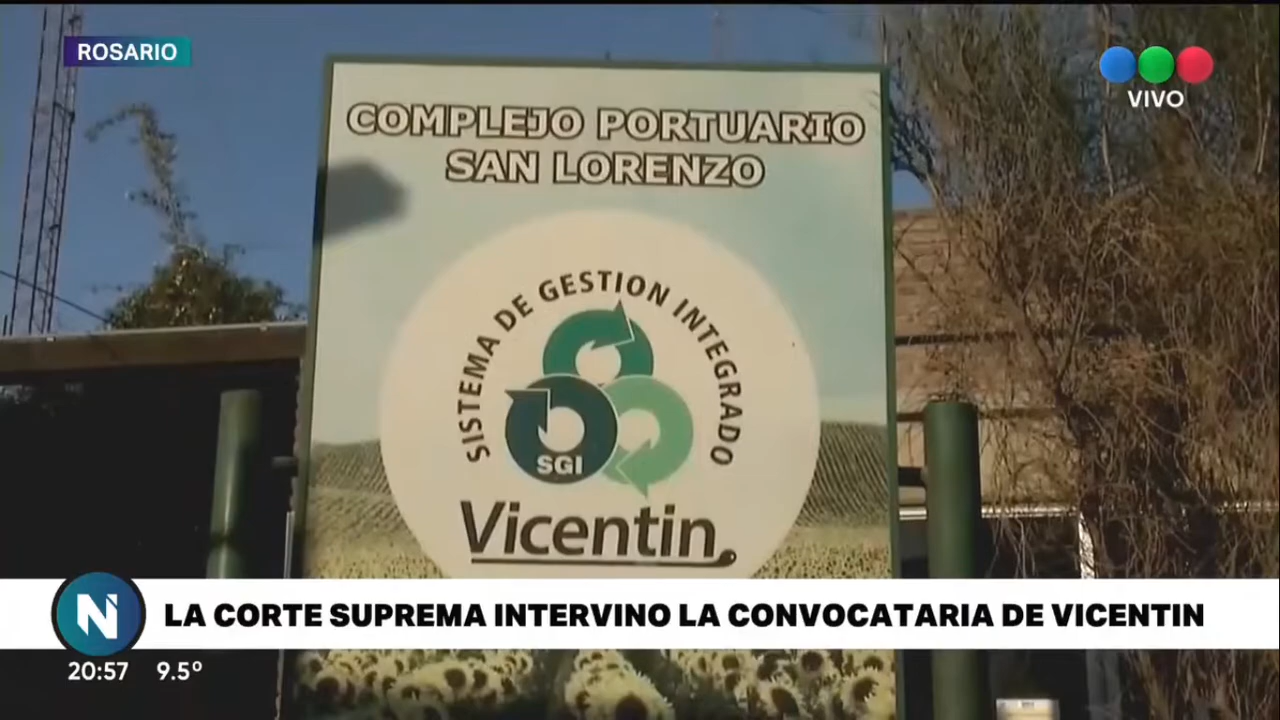 ROSARIO
VIVO
COMPLEJO PORTUARIO
SAN LORENZO
SISTEMA DE GESTION INTEGRADO
SGI
Vicentin
N
LA CORTE SUPREMA INTERVINO LA CONVOCATARIA DE VICENTIN
20:57 9.5º